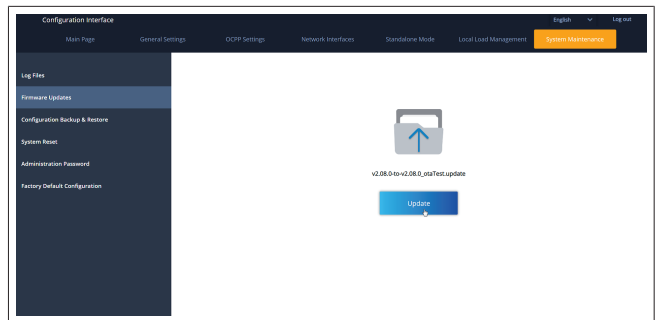 Configuration Interface
English
Log out
Main Page
General Settings
OCPP Settings
Network Interfaces
Standalone Mode
Local Load Management
System Maintenance
Log Files
Firmware Updates
Configuration Backup & Restore
System Reset
Administration Password
Factory Default Configuration
v2.08.0-to-v2.08.0_otaTest.update
Update